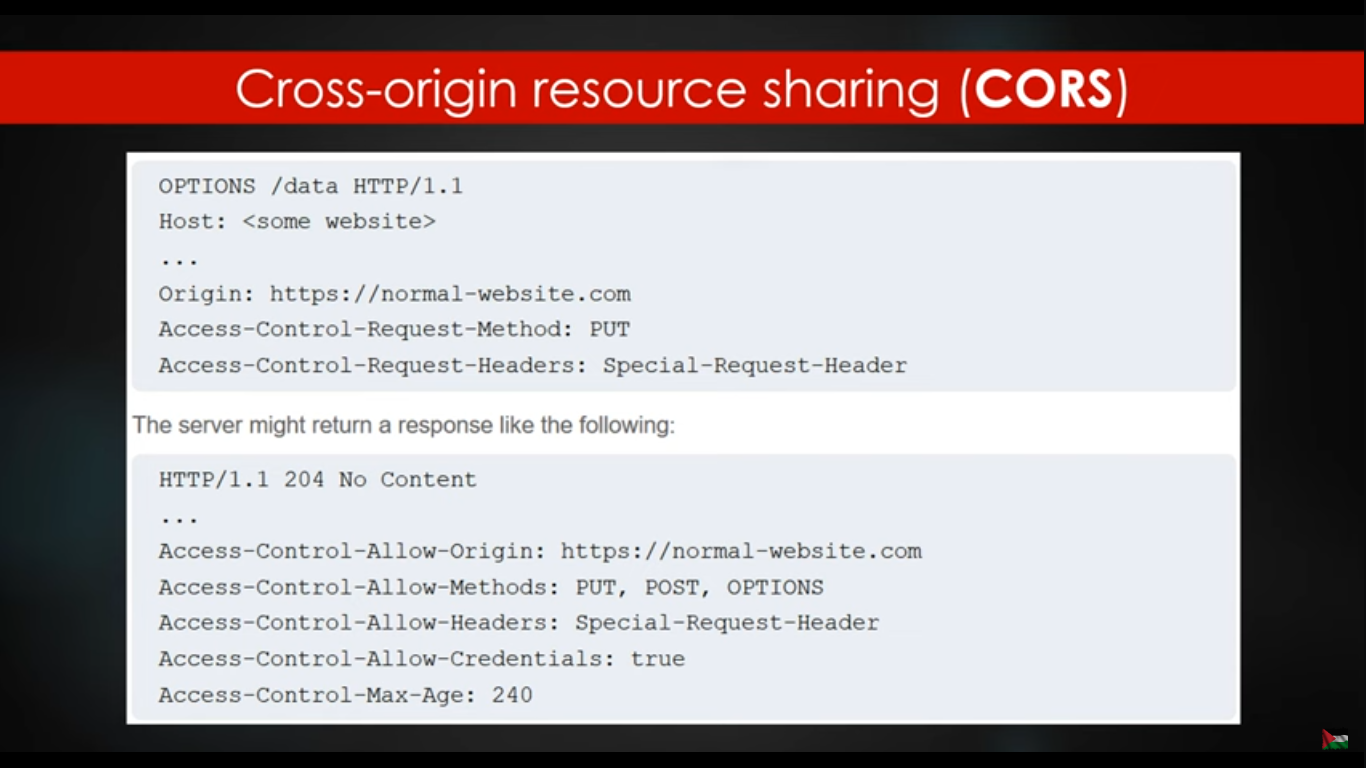 Cross-origin resource sharing (CORS)
OPTIONS /data HTTP/1.1
Host: <some website>
...
Origin: https://normal-website.com
Access-Control-Request-Method: PUT
Access-Control-Request-Headers: Special-Request-Header
The server might return a response like the following:
HTTP/1.1 204 No Content
...
Access-Control-Allow-Origin: https://normal-website.com
Access-Control-Allow-Methods: PUT, POST, OPTIONS
Access-Control-Allow-Headers: Special-Request-Header
Access-Control-Allow-Credentials: true
Access-Control-Max-Age: 240